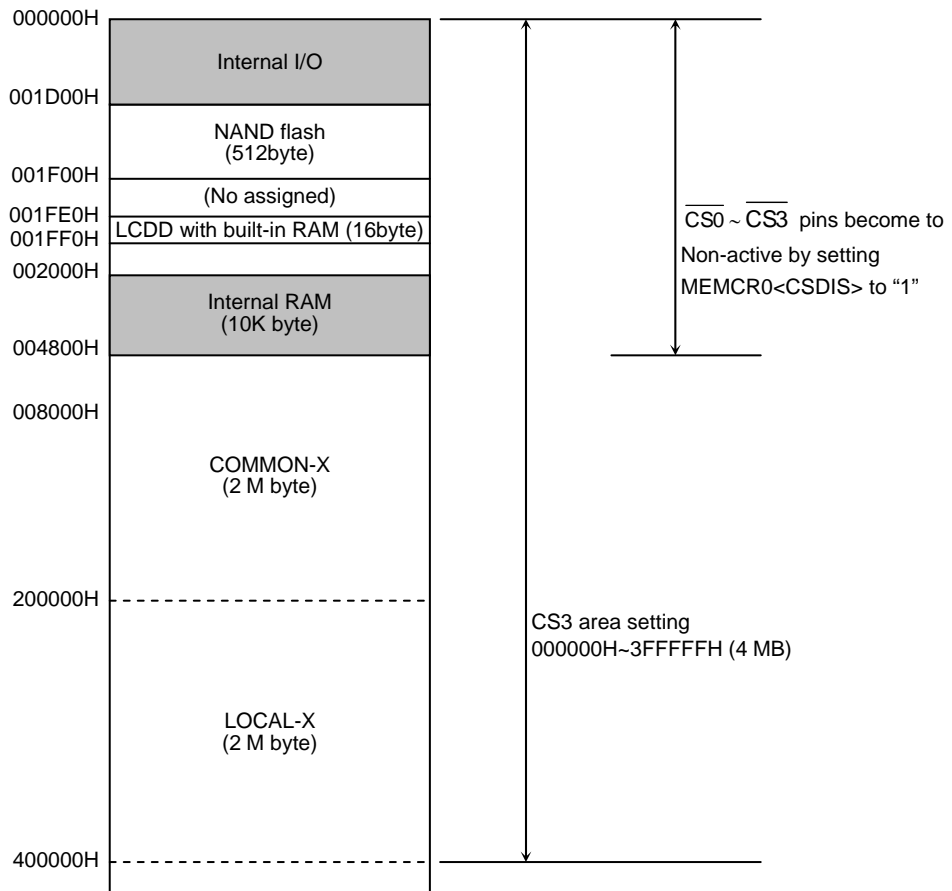 000000H
Internal I/O
001D00H
NAND flash
(512byte)
001F00H
(No assigned)
001FE0H
LCDD with built-in RAM (16byte)
001FF0H
002000H
Internal RAM
(10K byte)
004800H
008000H
COMMON-X
(2 M byte)
200000H
LOCAL-X
(2 M byte)
400000H
CS3 area setting
000000H~3FFFFFH (4 MB)
CS0 ~ CS3 pins become to
Non-active by setting
MEMCR0<CSDIS> to “1”